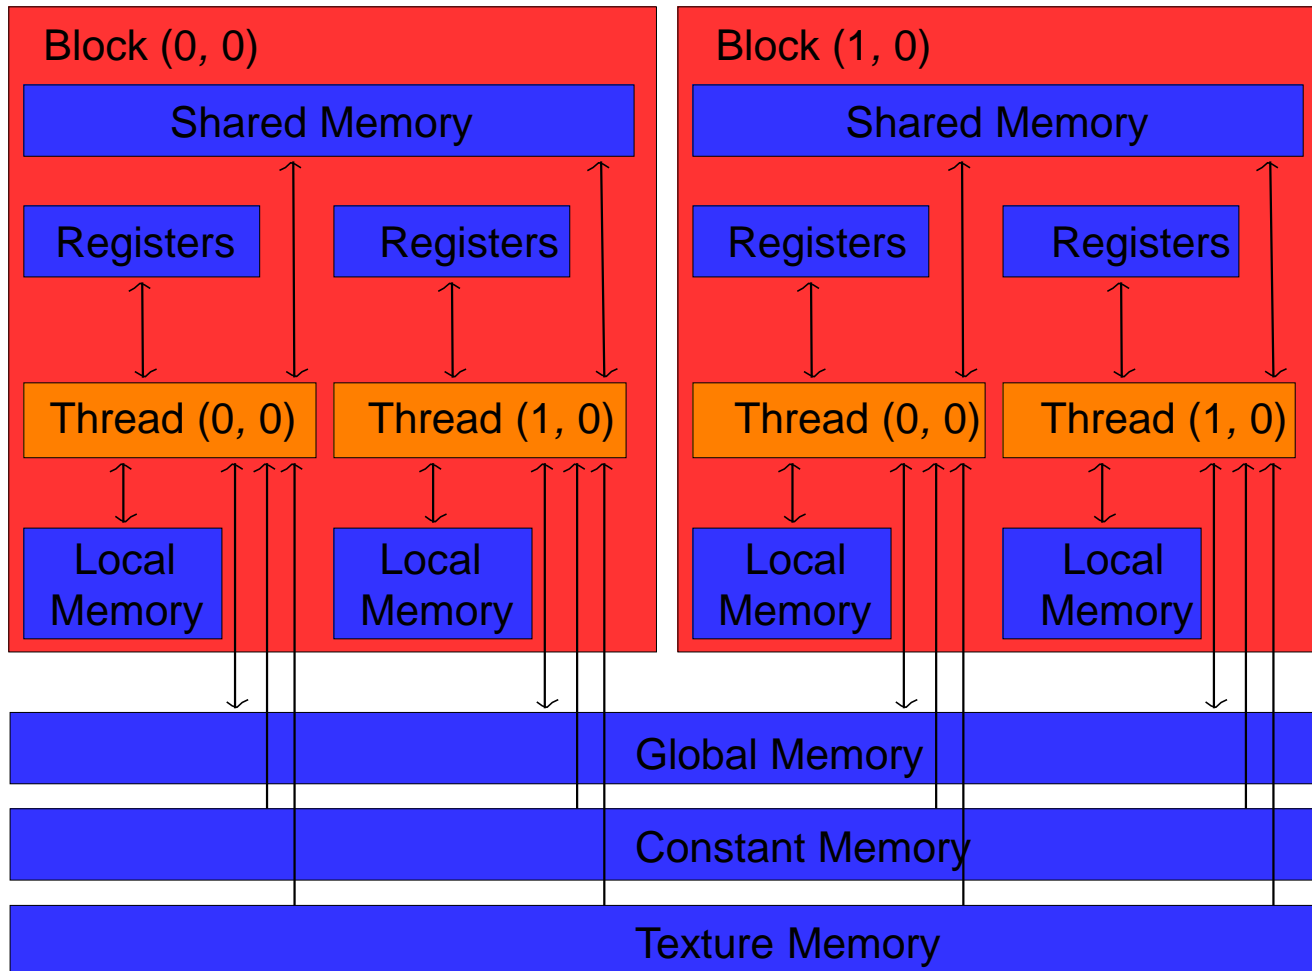 Block (0, 0)
Shared Memory
Registers
Registers
Thread (0, 0)
Thread (1, 0)
Local
Memory
Local
Memory
Block (1, 0)
Shared Memory
Registers
Registers
Thread (0, 0)
Thread (1, 0)
Local
Memory
Local
Memory
Global Memory
Constant Memory
Texture Memory